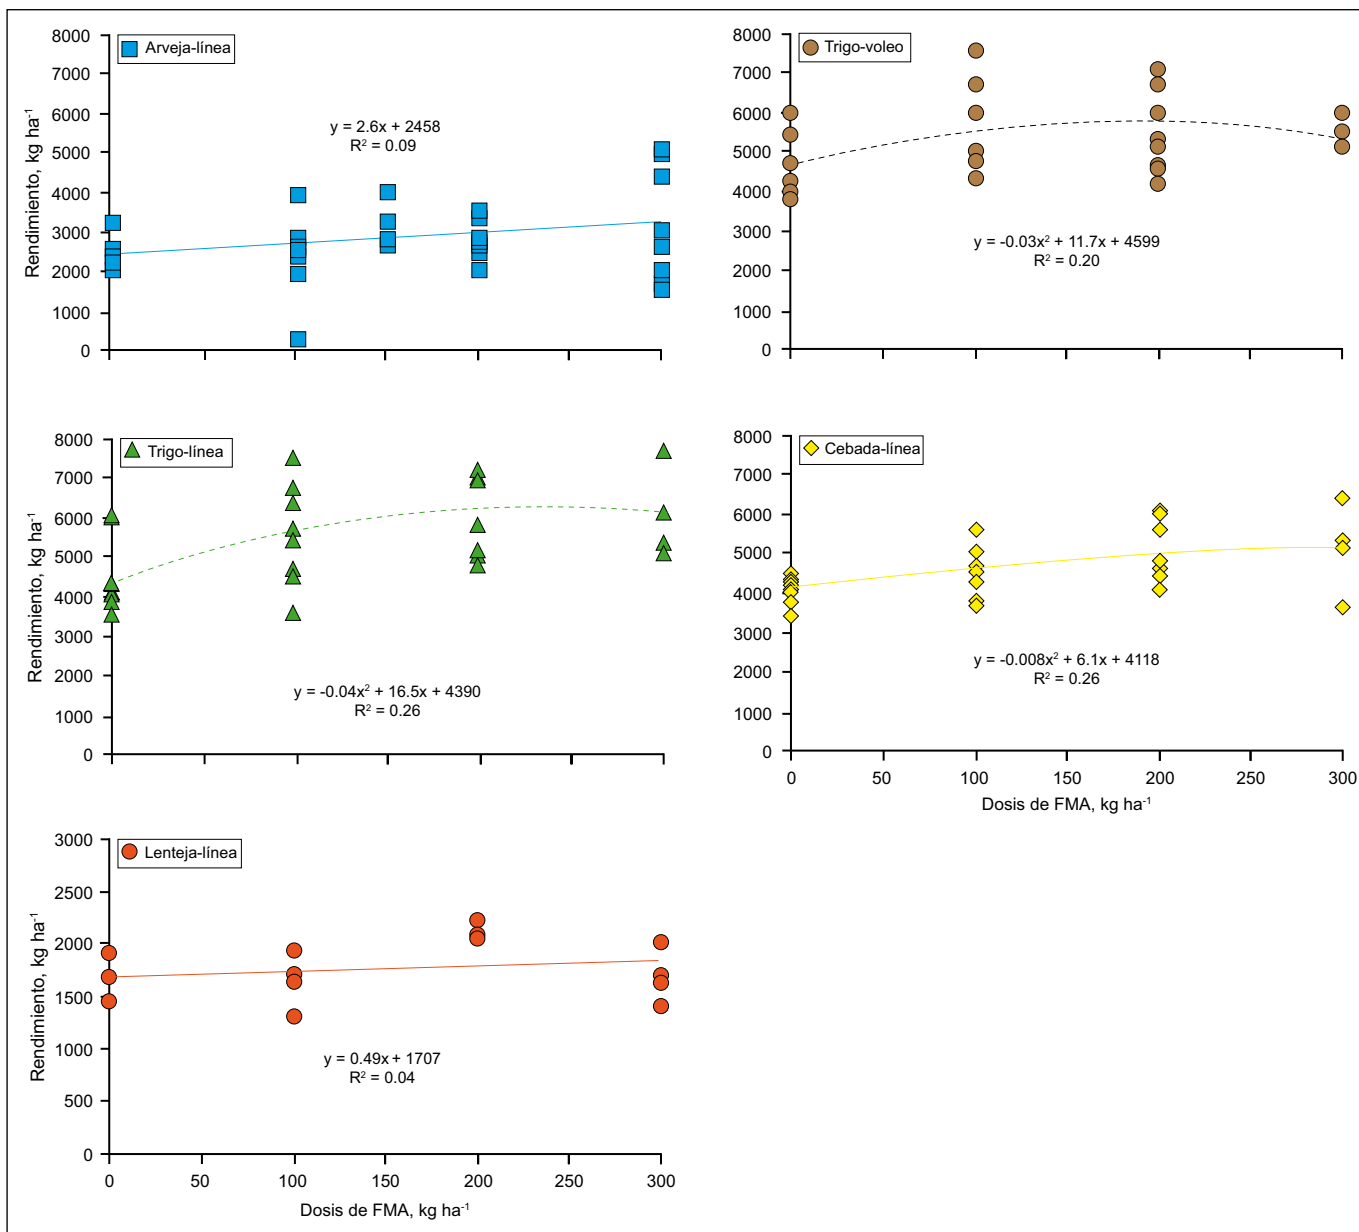 Arveja-línea
8000
7000
6000
5000
4000
3000
2000
1000
0
Rendimiento, kg ha⁻¹
y = 2.6x + 2458
R² = 0.09
Trigo-voleo
8000
7000
6000
5000
4000
3000
2000
1000
0
y = -0.03x² + 11.7x + 4599
R² = 0.20
Trigo-línea
8000
7000
6000
5000
4000
3000
2000
1000
0
Rendimiento, kg ha⁻¹
y = -0.04x² + 16.5x + 4390
R² = 0.26
Cebada-línea
8000
7000
6000
5000
4000
3000
2000
1000
0
y = -0.008x² + 6.1x + 4118
R² = 0.26
0 50 100 150 200 250 300
Dosis de FMA, kg ha⁻¹
Lenteja-línea
3000
2500
2000
1500
1000
500
0
Rendimiento, kg ha⁻¹
y = 0.49x + 1707
R² = 0.04
0 50 100 150 200 250 300
Dosis de FMA, kg ha⁻¹